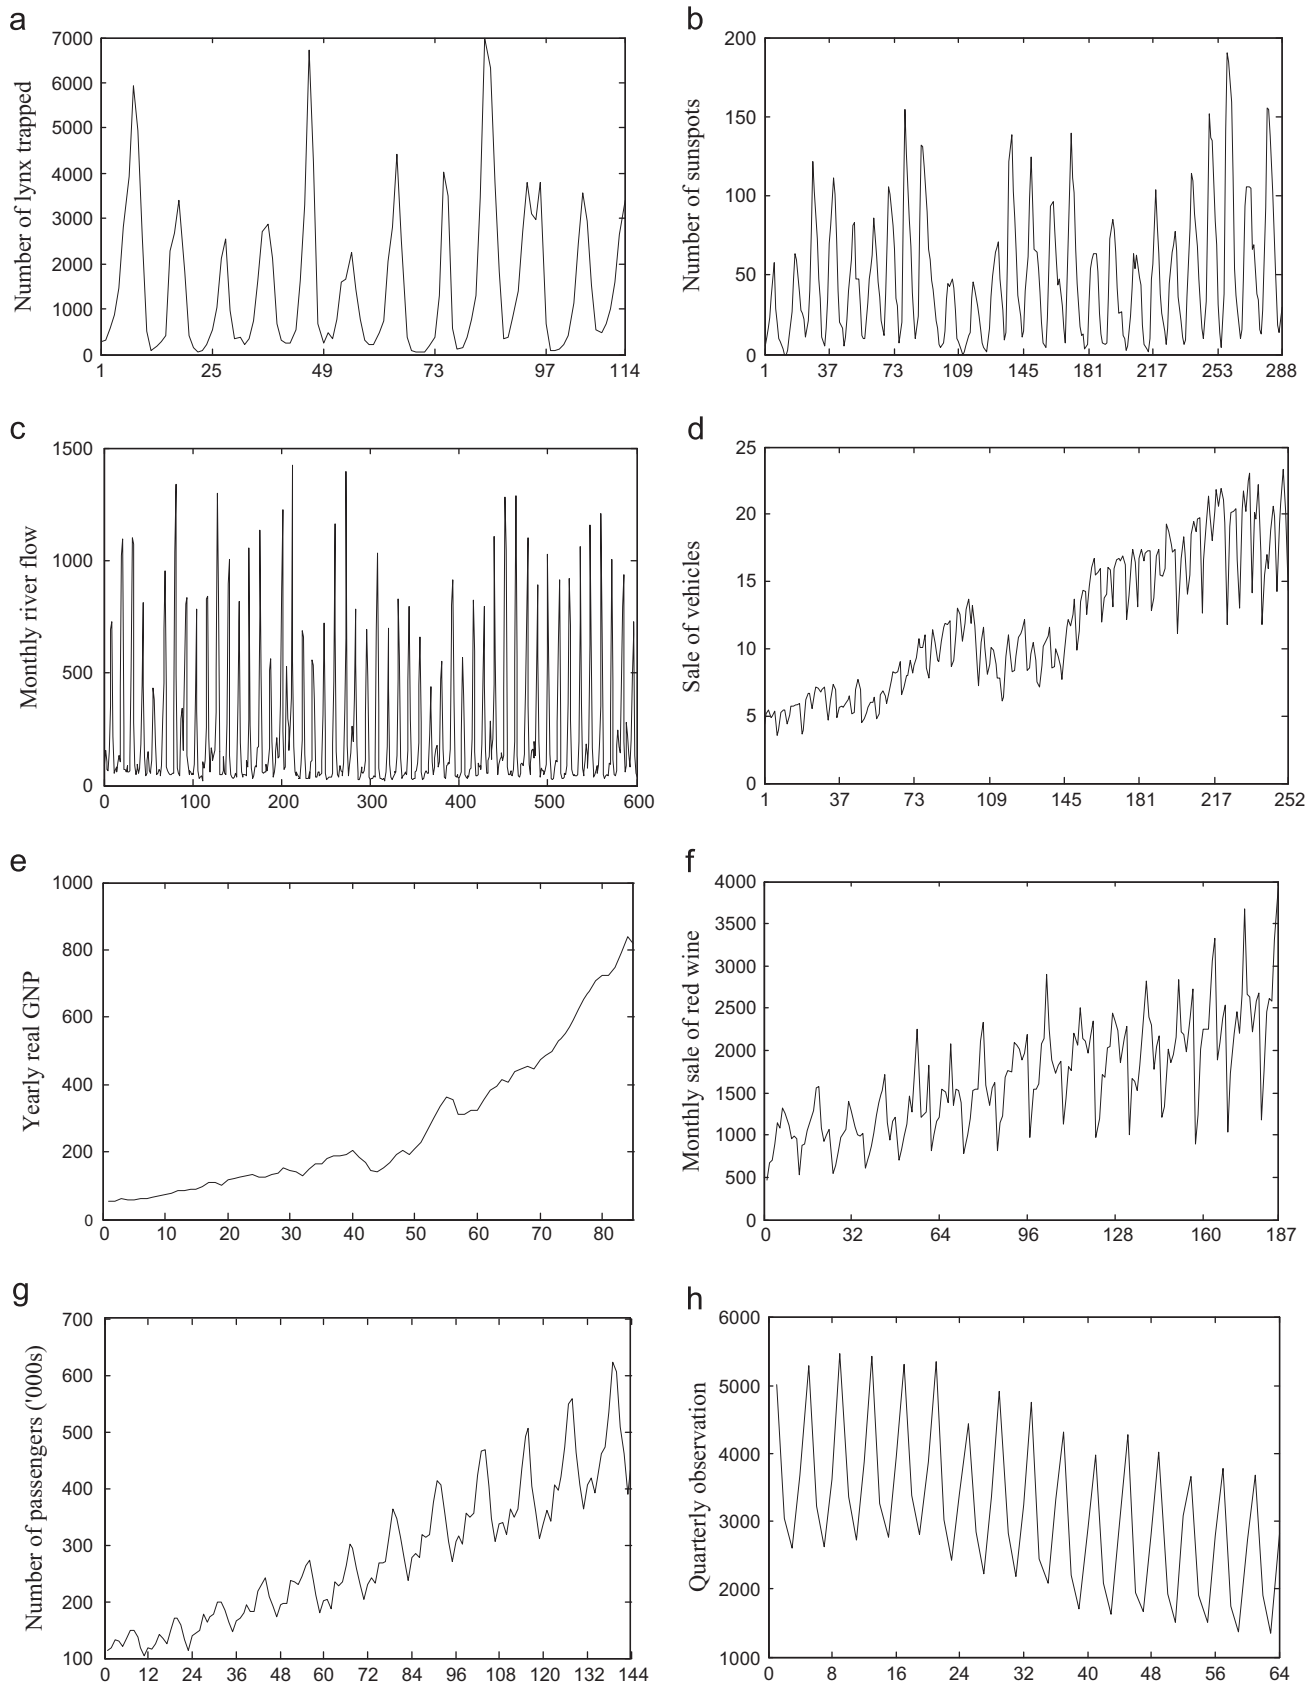 a
7000
6000
5000
4000
3000
2000
1000
0
Number of lynx trapped
1 25 49 73 97 114
b
200
150
100
50
0
Number of sunspots
1 37 73 109 145 181 217 253 288
c
1500
1000
500
0
Monthly river flow
0 100 200 300 400 500 600
d
25
20
15
10
5
0
Sale of vehicles
1 37 73 109 145 181 217 252
e
1000
800
600
400
200
0
Yearly real GNP
0 10 20 30 40 50 60 70 80
f
4000
3500
3000
2500
2000
1500
1000
500
0
Monthly sale of red wine
0 32 64 96 128 160 187
g
700
600
500
400
300
200
100
Number of passengers ('000s)
0 12 24 36 48 60 72 84 96 108 120 132 144
h
6000
5000
4000
3000
2000
1000
Quarterly observation
0 8 16 24 32 40 48 56 64